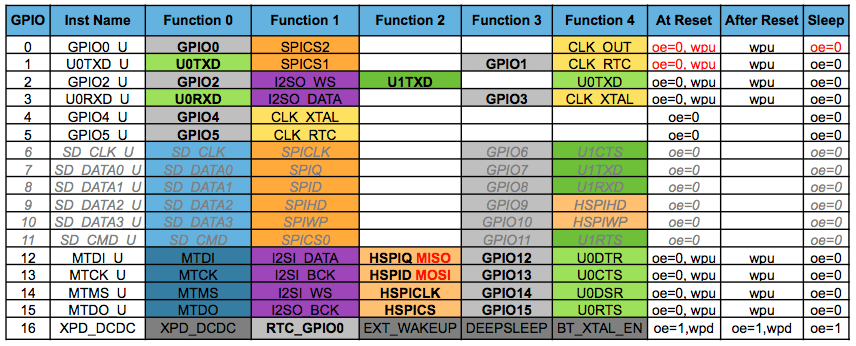 GPIO Inst Name Function 0 Function 1 Function 2 Function 3 Function 4 At Reset After Reset Sleep
0 GPIO0_U GPIO0 SPICS2 CLK_OUT oe=0, wpu wpu oe=0
1 U0TXD_U U0TXD SPICS1 GPIO1 CLK_RTC oe=0, wpu wpu oe=0
2 GPIO2_U GPIO2 I2SO_WS U1TXD U0TXD oe=0, wpu wpu oe=0
3 U0RXD_U U0RXD I2SO_DATA GPIO3 CLK_XTAL oe=0, wpu wpu oe=0
4 GPIO4_U GPIO4 CLK_XTAL oe=0 oe=0
5 GPIO5_U GPIO5 CLK_RTC oe=0 oe=0
6 SD_CLK_U SD_CLK SPICLK GPIO6 U1CTS oe=0 oe=0
7 SD_DATA0_U SD_DATA0 SPIQ GPIO7 U1TXD oe=0 oe=0
8 SD_DATA1_U SD_DATA1 SPID GPIO8 U1RXD oe=0 oe=0
9 SD_DATA2_U SD_DATA2 SPIHD GPIO9 HSPIHD oe=0 oe=0
10 SD_DATA3_U SD_DATA3 SPIWP GPIO10 HSPIWP oe=0 oe=0
11 SD_CMD_U SD_CMD SPICS0 GPIO11 U1RTS oe=0 oe=0
12 MTDI_U MTDI I2SI_DATA HSPIQ MISO GPIO12 U0DTR oe=0, wpu wpu oe=0
13 MTCK_U MTCK I2SI_BCK HSPID MOSI GPIO13 U0CTS oe=0, wpu wpu oe=0
14 MTMS_U MTMS I2SI_WS HSPICLK GPIO14 U0DSR oe=0, wpu wpu oe=0
15 MTDO_U MTDO I2SO_BCK HSPICS GPIO15 U0RTS oe=0, wpu wpu oe=0
16 XPD_DCDC XPD_DCDC RTC_GPIO0 EXT_WAKEUP DEEPSLEEP BT_XTAL_EN oe=1,wpd oe=1,wpd oe=1